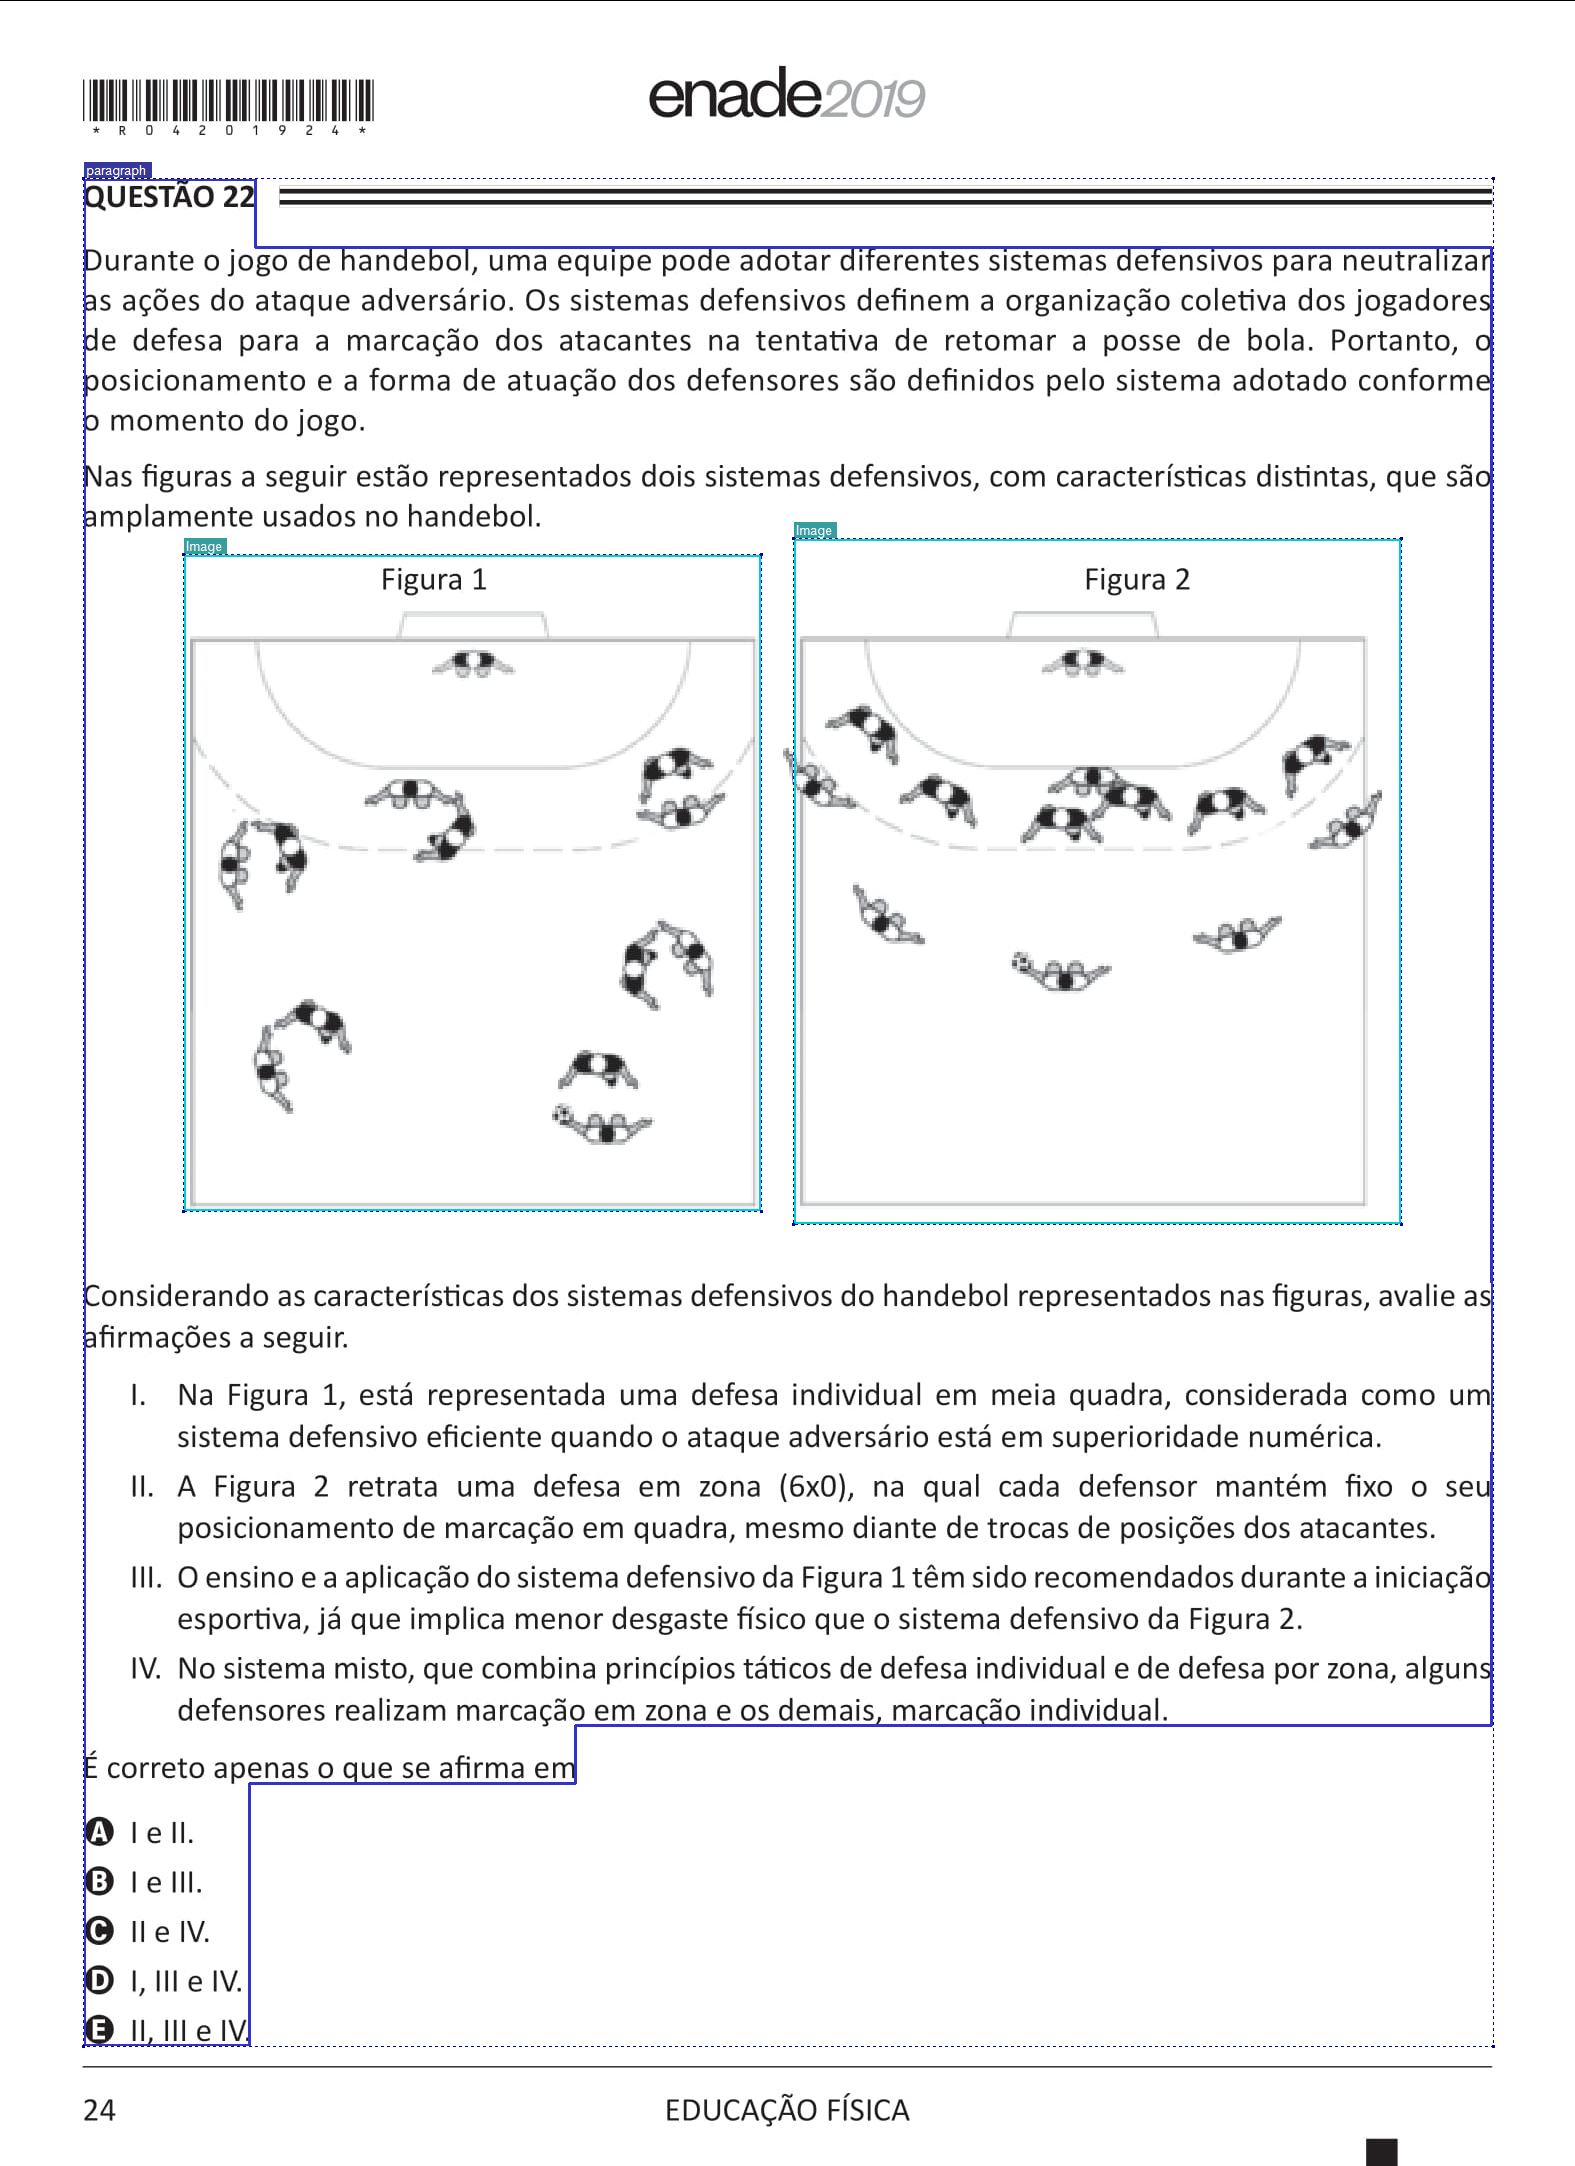 *R04201924*
enade2019
paragraph
QUESTÃO 22
Durante o jogo de handebol, uma equipe pode adotar diferentes sistemas defensivos para neutralizar
as ações do ataque adversário. Os sistemas defensivos definem a organização coletiva dos jogadores
de defesa para a marcação dos atacantes na tentativa de retomar a posse de bola. Portanto, o
posicionamento e a forma de atuação dos defensores são definidos pelo sistema adotado conforme
o momento do jogo.
Nas figuras a seguir estão representados dois sistemas defensivos, com características distintas, que são
amplamente usados no handebol.
Image
Figura 1
Image
Figura 2
Considerando as características dos sistemas defensivos do handebol representados nas figuras, avalie as
afirmações a seguir.
I. Na Figura 1, está representada uma defesa individual em meia quadra, considerada como um
sistema defensivo eficiente quando o ataque adversário está em superioridade numérica.
II. A Figura 2 retrata uma defesa em zona (6x0), na qual cada defensor mantém fixo o seu
posicionamento de marcação em quadra, mesmo diante de trocas de posições dos atacantes.
III. O ensino e a aplicação do sistema defensivo da Figura 1 têm sido recomendados durante a iniciação
esportiva, já que implica menor desgaste físico que o sistema defensivo da Figura 2.
IV. No sistema misto, que combina princípios táticos de defesa individual e de defesa por zona, alguns
defensores realizam marcação em zona e os demais, marcação individual.
É correto apenas o que se afirma em
A I e II.
B I e III.
C II e IV.
D I, III e IV.
E II, III e IV.
24
EDUCAÇÃO FÍSICA